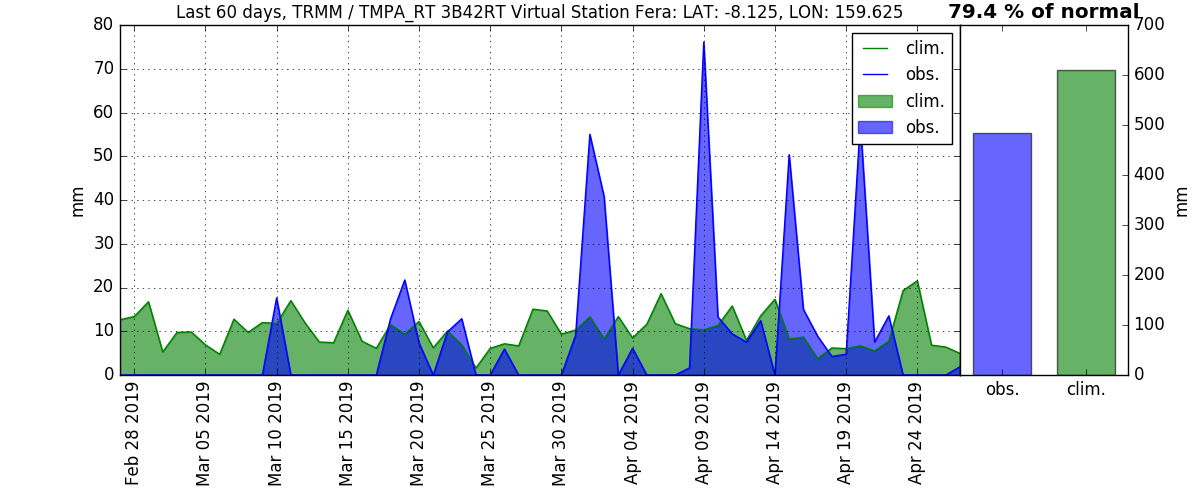 Last 60 days, TRMM / TMPA_RT 3B42RT Virtual Station Fera: LAT: -8.125, LON: 159.625
79.4 % of normal
80
70
60
50
40
30
20
10
0
mm
clim.
obs.
clim.
obs.
700
600
500
400
300
200
100
0
mm
Feb 28 2019
Mar 05 2019
Mar 10 2019
Mar 15 2019
Mar 20 2019
Mar 25 2019
Mar 30 2019
Apr 04 2019
Apr 09 2019
Apr 14 2019
Apr 19 2019
Apr 24 2019
obs.
clim.